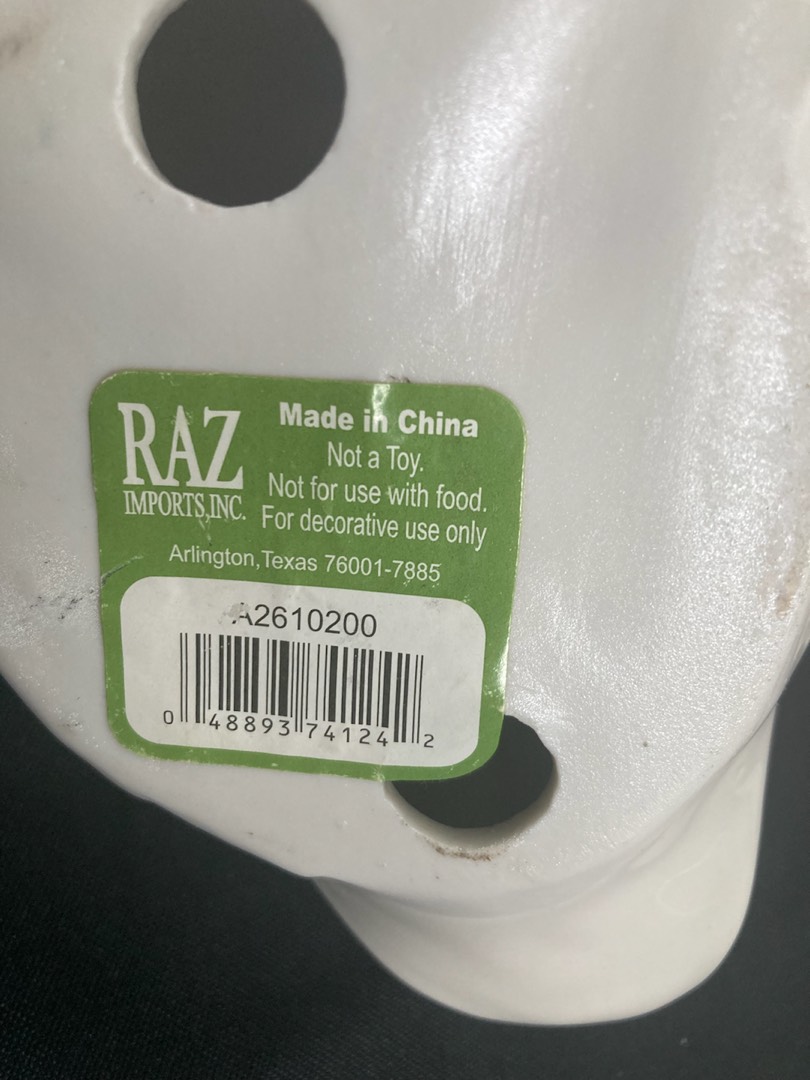 RAZ
IMPORTS, INC.
Made in China
Not a Toy.
Not for use with food.
For decorative use only
Arlington, Texas 76001-7885
A2610200
0 48893 74124 2